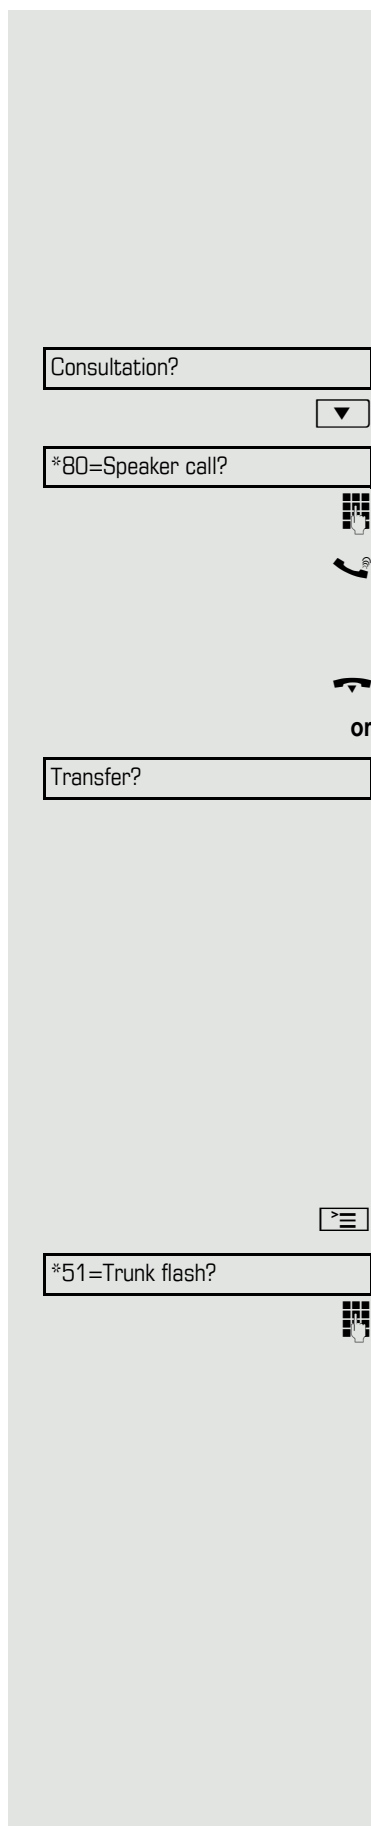 Consultation?
*80=Speaker call?
or
Transfer?
*51=Trunk flash?